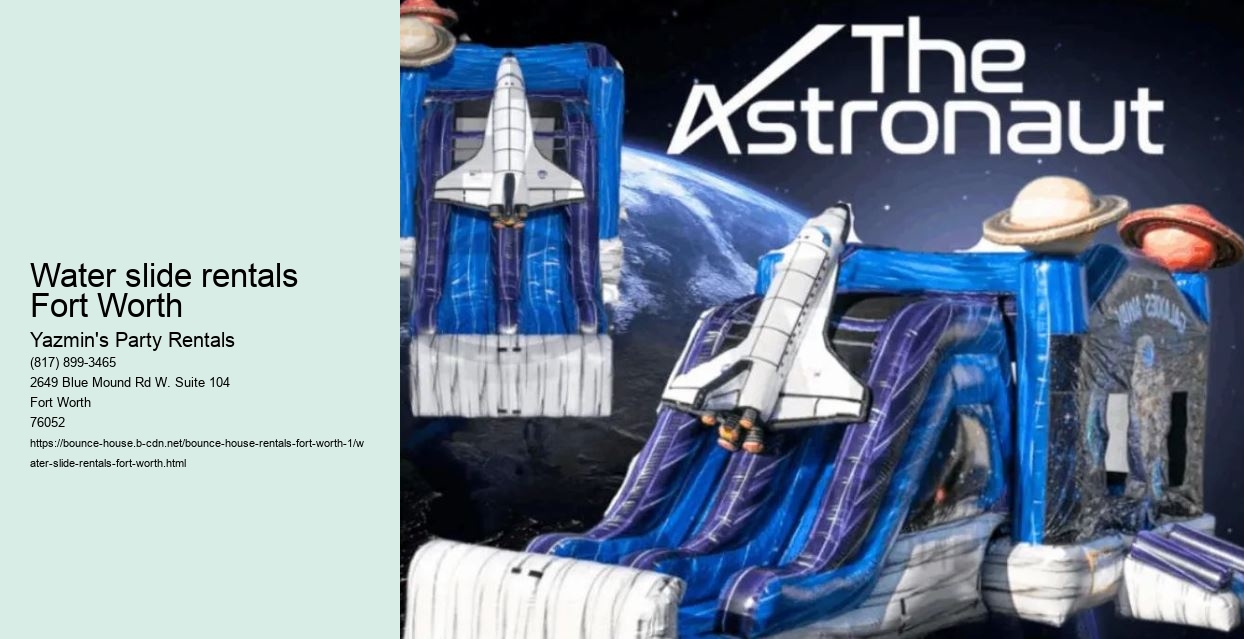 Water slide rentals
Fort Worth
Yazmin's Party Rentals
(817) 899-3465
2649 Blue Mound Rd W. Suite 104
Fort Worth
76052
https://bounce-house.b-cdn.net/bounce-house-rentals-fort-worth-1/w
ater-slide-rentals-fort-worth.html
The
Astronaut